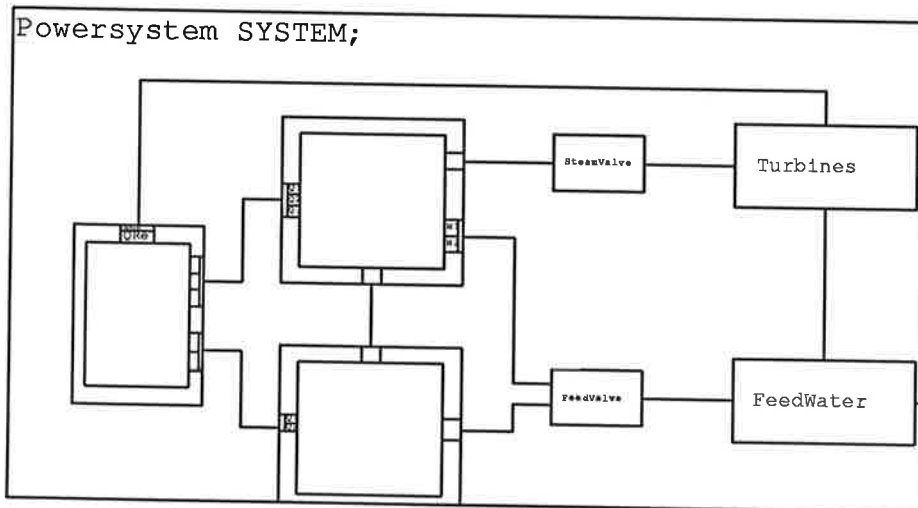 Powersystem SYSTEM;
SteamValve
Turbines
FeedValve
FeedWater